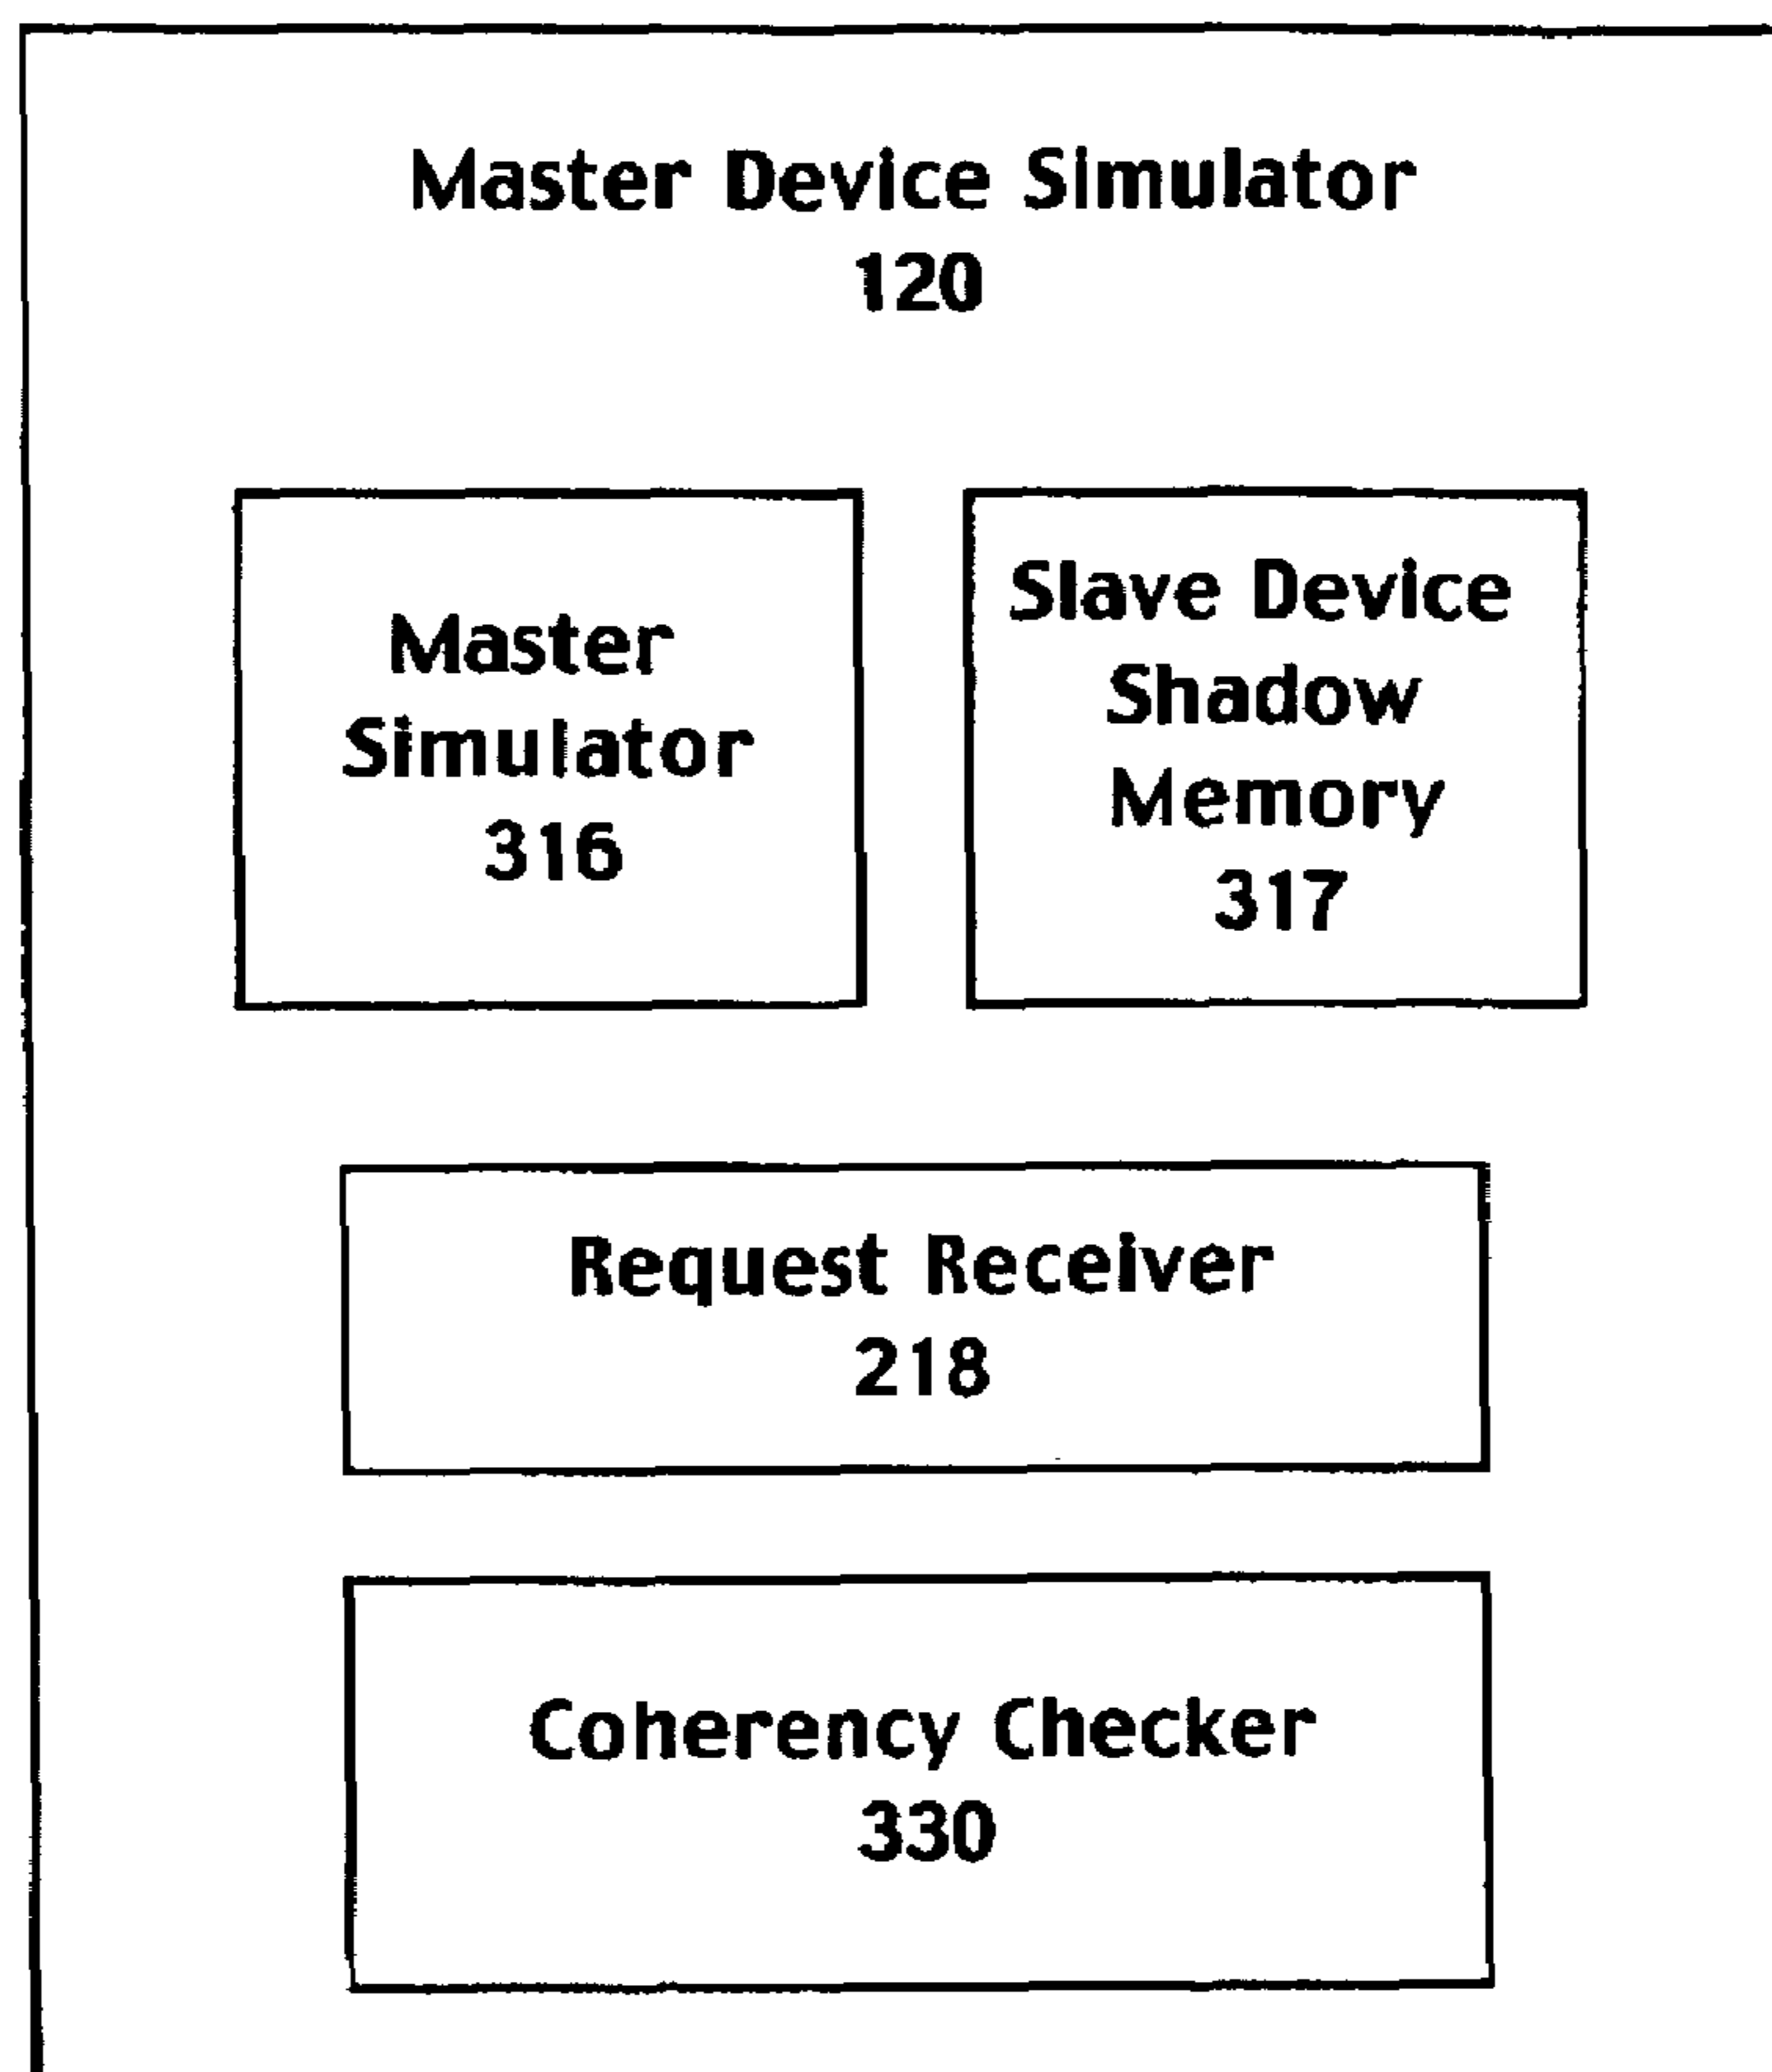 Master Device Simulator
120
Master
Simulator
316
Slave Device
Shadow
Memory
317
Request Receiver
218
Coherency Checker
330